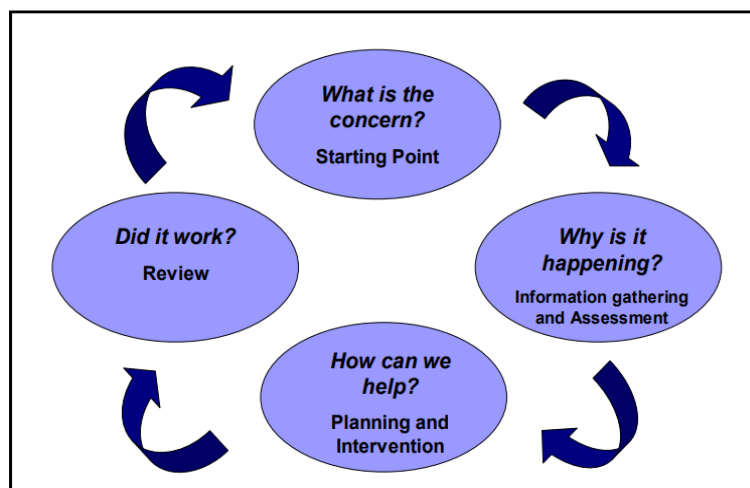 What is the
concern?
Starting Point
Why is it
happening?
Information gathering
and Assessment
How can we
help?
Planning and
Intervention
Did it work?
Review